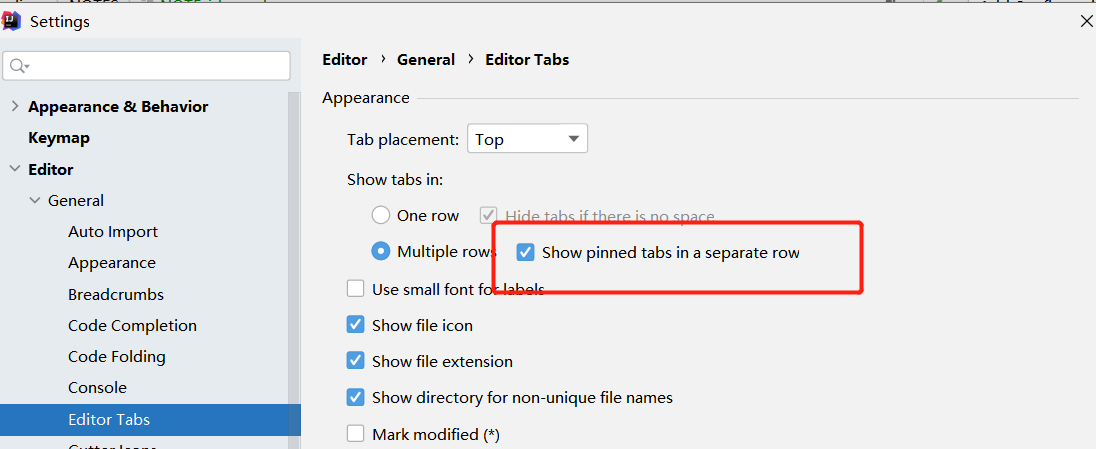 Settings
Editor › General › Editor Tabs
Appearance & Behavior
Keymap
Editor
General
Auto Import
Appearance
Breadcrumbs
Code Completion
Code Folding
Console
Editor Tabs
Appearance
Tab placement: Top
Show tabs in:
One row Hide tabs if there is no space
Multiple rows Show pinned tabs in a separate row
Use small font for labels
Show file icon
Show file extension
Show directory for non-unique file names
Mark modified (*)